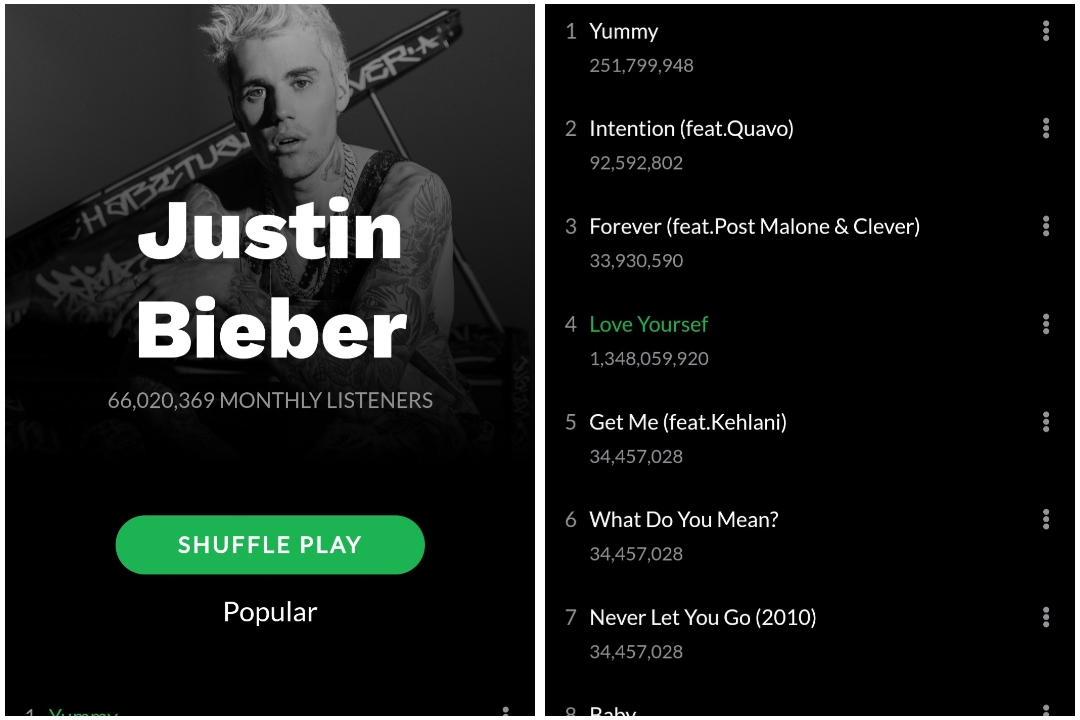 Justin
Bieber
66,020,369 MONTHLY LISTENERS
SHUFFLE PLAY
Popular
1 Yummy
1 Yummy
251,799,948
2 Intention (feat.Quavo)
92,592,802
3 Forever (feat.Post Malone & Clever)
33,930,590
4 Love Yoursef
1,348,059,920
5 Get Me (feat.Kehlani)
34,457,028
6 What Do You Mean?
34,457,028
7 Never Let You Go (2010)
34,457,028
8 Baby